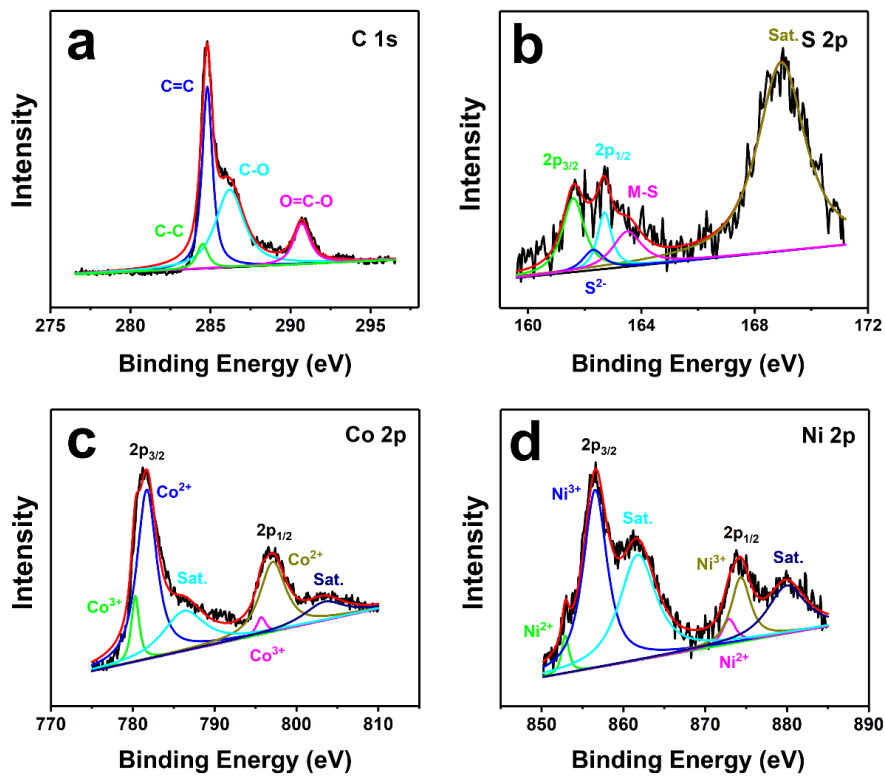 a
C 1s
C=C
C-O
O=C-O
C-C
Intensity
275 280 285 290 295
Binding Energy (eV)
b
Sat.
S 2p
2p₃/₂
2p₁/₂
M-S
S²⁻
Intensity
160 164 168 172
Binding Energy (eV)
c
Co 2p
2p₃/₂
Co²⁺
2p₁/₂
Co²⁺
Sat.
Sat.
Co³⁺
Co³⁺
Intensity
770 780 790 800 810
Binding Energy (eV)
d
Ni 2p
2p₃/₂
Ni³⁺
Sat.
2p₁/₂
Ni³⁺
Sat.
Ni²⁺
Ni²⁺
Intensity
850 860 870 880 890
Binding Energy (eV)